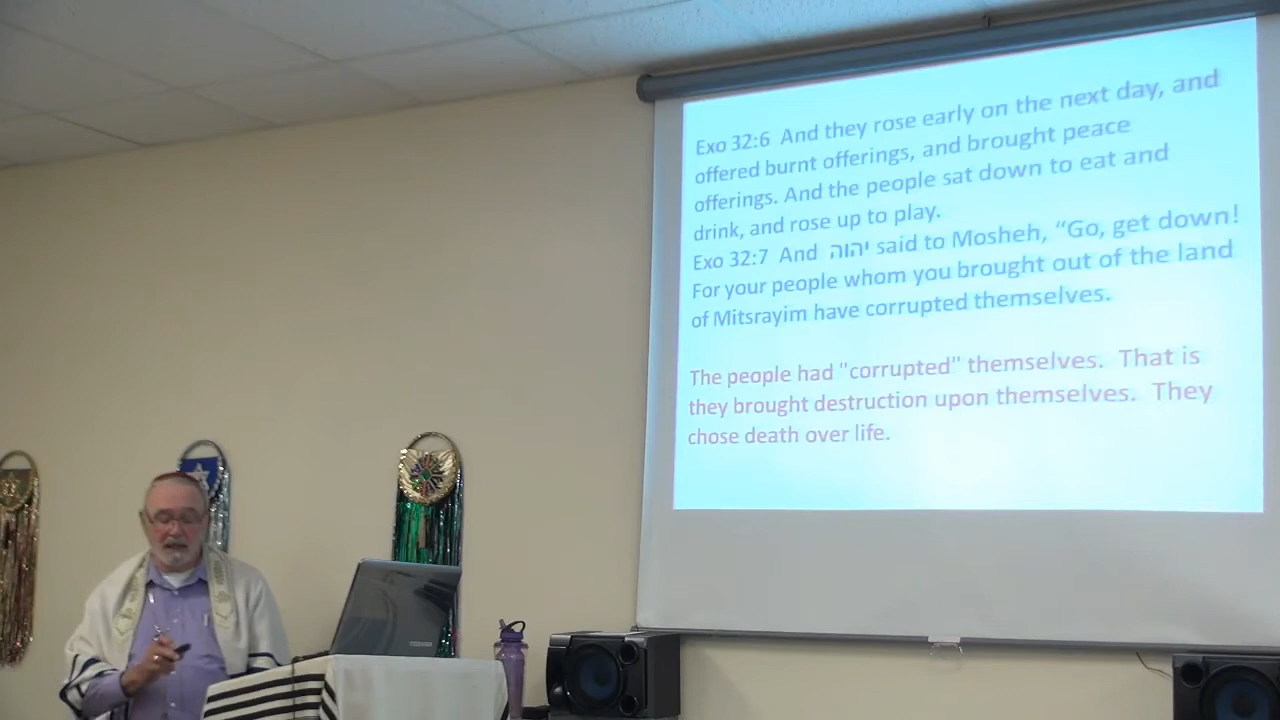 Exo 32:6 And they rose early on the next day, and
offered burnt offerings, and brought peace
offerings. And the people sat down to eat and
drink, and rose up to play.
Exo 32:7 And יהוה said to Mosheh, “Go, get down!
For your people whom you brought out of the land
of Mitsrayim have corrupted themselves.
The people had "corrupted" themselves. That is
they brought destruction upon themselves. They
chose death over life.
TOSHIBA